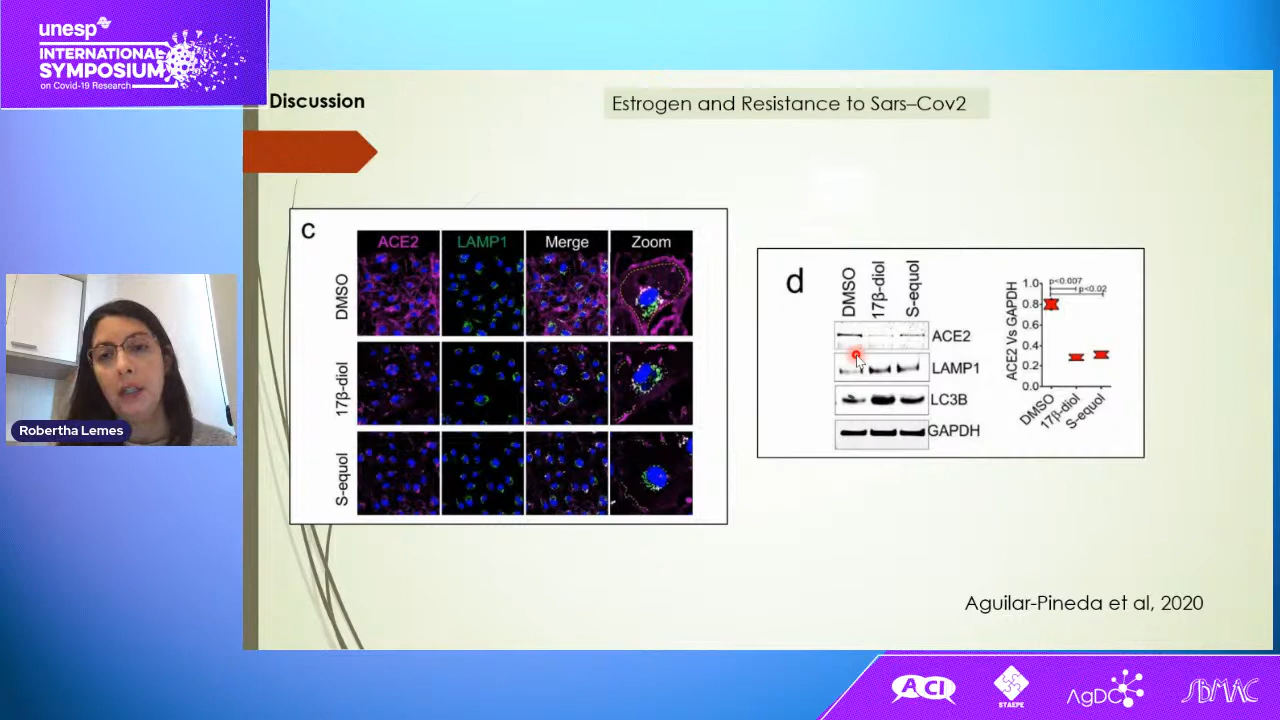 unesp
INTERNATIONAL
SYMPOSIUM
on Covid-19 Research
Discussion
Estrogen and Resistance to Sars–Cov2
c
ACE2 LAMP1 Merge Zoom
DMSO
17β-diol
S-equol
d
DMSO 17β-diol S-equol
ACE2
LAMP1
LC3B
GAPDH
ACE2 Vs GAPDH
p<0.007
p<0.02
1.0
0.8
0.6
0.4
0.2
0.0
DMSO 17β-diol S-equol
Robertha Lemes
Aguilar-Pineda et al, 2020
ACI
STAEPE
AgDC
SBMAC